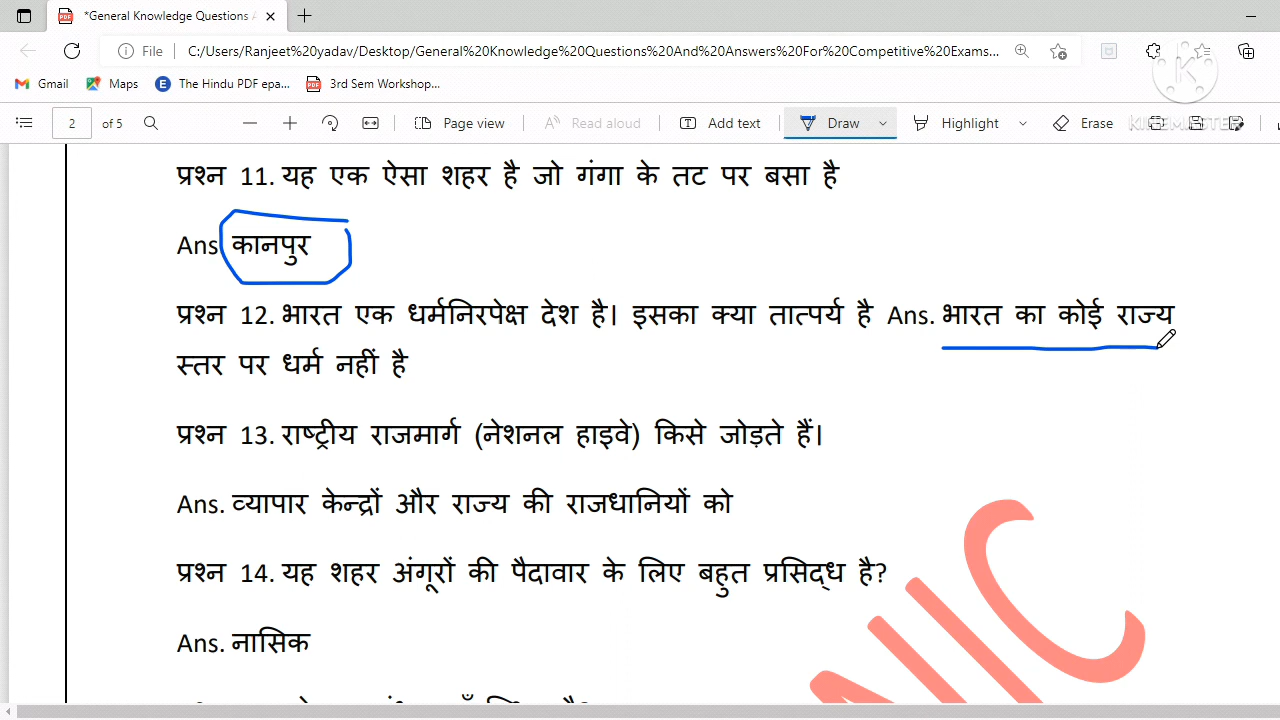 *General Knowledge Questions
File C:/Users/Ranjeet%20yadav/Desktop/General%20Knowledge%20Questions%20And%20Answers%20For%20Competitive%20Exams...
Gmail Maps The Hindu PDF epa... 3rd Sem Workshop...
2 of 5 Page view Read aloud Add text Draw Highlight Erase
KINEMASTER
प्रश्न 11. यह एक ऐसा शहर है जो गंगा के तट पर बसा है
Ans कानपुर
प्रश्न 12. भारत एक धर्मनिरपेक्ष देश है। इसका क्या तात्पर्य है Ans. भारत का कोई राज्य
स्तर पर धर्म नहीं है
प्रश्न 13. राष्ट्रीय राजमार्ग (नेशनल हाइवे) किसे जोड़ते हैं।
Ans. व्यापार केन्द्रों और राज्य की राजधानियों को
प्रश्न 14. यह शहर अंगूरों की पैदावार के लिए बहुत प्रसिद्ध है?
Ans. नासिक